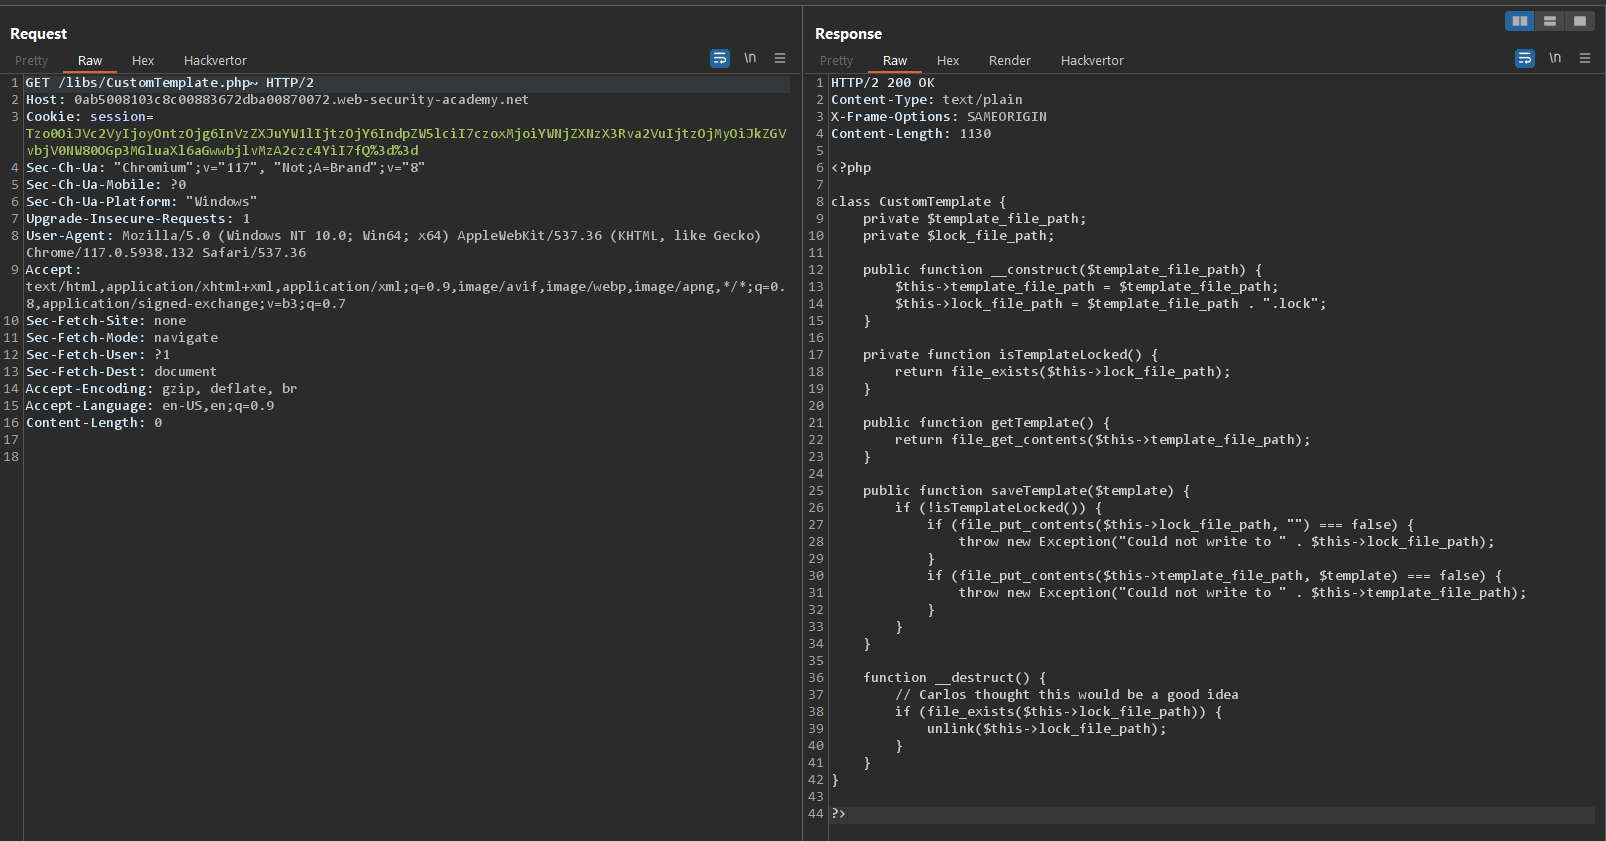 Request
Pretty Raw Hex Hackvertor
\n
1 GET /libs/CustomTemplate.php~ HTTP/2
2 Host: 0ab5008103c8c00883672dba00870072.web-security-academy.net
3 Cookie: session=
Tzo0OiJVc2VyIjoyOntzOjg6InVzZXJuYW1lIjtzOjY6IndpZW5lciI7czoxMjoiYWNjZXNzX3Rva2VuIjtzOjMyOiJkZGV
vbjV0NW80OGp3MGluaXl6aGwwbjlvMzA2czc4YiI7fQ%3d%3d
4 Sec-Ch-Ua: "Chromium";v="117", "Not;A=Brand";v="8"
5 Sec-Ch-Ua-Mobile: ?0
6 Sec-Ch-Ua-Platform: "Windows"
7 Upgrade-Insecure-Requests: 1
8 User-Agent: Mozilla/5.0 (Windows NT 10.0; Win64; x64) AppleWebKit/537.36 (KHTML, like Gecko)
Chrome/117.0.5938.132 Safari/537.36
9 Accept:
text/html,application/xhtml+xml,application/xml;q=0.9,image/avif,image/webp,image/apng,*/*;q=0.
8,application/signed-exchange;v=b3;q=0.7
10 Sec-Fetch-Site: none
11 Sec-Fetch-Mode: navigate
12 Sec-Fetch-User: ?1
13 Sec-Fetch-Dest: document
14 Accept-Encoding: gzip, deflate, br
15 Accept-Language: en-US,en;q=0.9
16 Content-Length: 0
17
18
Response
Pretty Raw Hex Render Hackvertor
\n
1 HTTP/2 200 OK
2 Content-Type: text/plain
3 X-Frame-Options: SAMEORIGIN
4 Content-Length: 1130
5
6 <?php
7
8 class CustomTemplate {
9 private $template_file_path;
10 private $lock_file_path;
11
12 public function __construct($template_file_path) {
13 $this->template_file_path = $template_file_path;
14 $this->lock_file_path = $template_file_path . ".lock";
15 }
16
17 private function isTemplateLocked() {
18 return file_exists($this->lock_file_path);
19 }
20
21 public function getTemplate() {
22 return file_get_contents($this->template_file_path);
23 }
24
25 public function saveTemplate($template) {
26 if (!isTemplateLocked()) {
27 if (file_put_contents($this->lock_file_path, "") === false) {
28 throw new Exception("Could not write to " . $this->lock_file_path);
29 }
30 if (file_put_contents($this->template_file_path, $template) === false) {
31 throw new Exception("Could not write to " . $this->template_file_path);
32 }
33 }
34 }
35
36 function __destruct() {
37 // Carlos thought this would be a good idea
38 if (file_exists($this->lock_file_path)) {
39 unlink($this->lock_file_path);
40 }
41 }
42 }
43
44 ?>